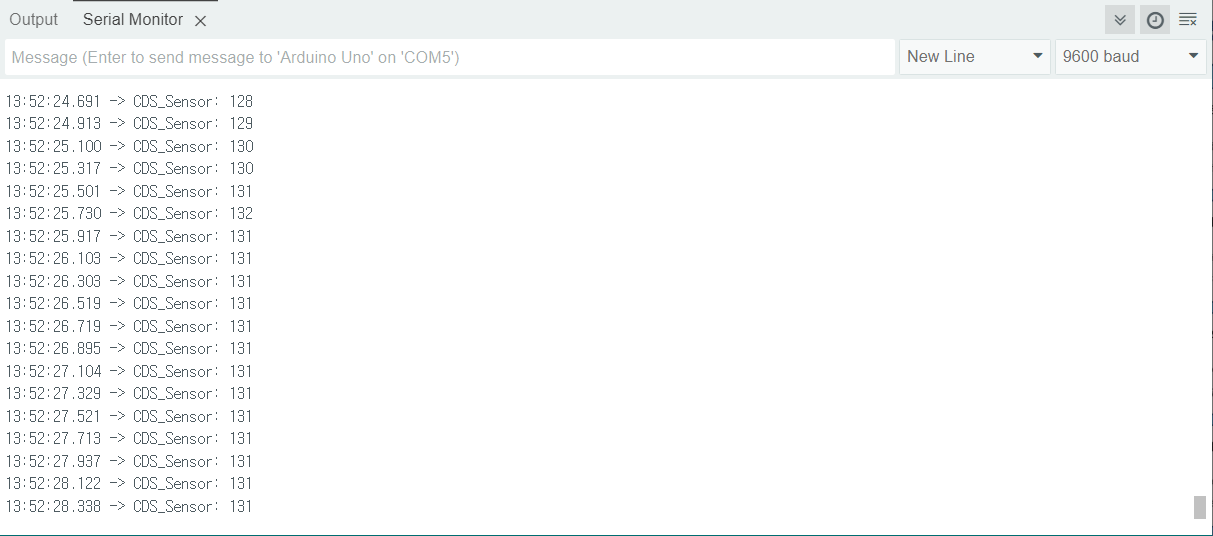 Output Serial Monitor
Message (Enter to send message to 'Arduino Uno' on 'COM5') New Line 9600 baud
13:52:24.691 -> CDS_Sensor: 128
13:52:24.913 -> CDS_Sensor: 129
13:52:25.100 -> CDS_Sensor: 130
13:52:25.317 -> CDS_Sensor: 130
13:52:25.501 -> CDS_Sensor: 131
13:52:25.730 -> CDS_Sensor: 132
13:52:25.917 -> CDS_Sensor: 131
13:52:26.103 -> CDS_Sensor: 131
13:52:26.303 -> CDS_Sensor: 131
13:52:26.519 -> CDS_Sensor: 131
13:52:26.719 -> CDS_Sensor: 131
13:52:26.895 -> CDS_Sensor: 131
13:52:27.104 -> CDS_Sensor: 131
13:52:27.329 -> CDS_Sensor: 131
13:52:27.521 -> CDS_Sensor: 131
13:52:27.713 -> CDS_Sensor: 131
13:52:27.937 -> CDS_Sensor: 131
13:52:28.122 -> CDS_Sensor: 131
13:52:28.338 -> CDS_Sensor: 131